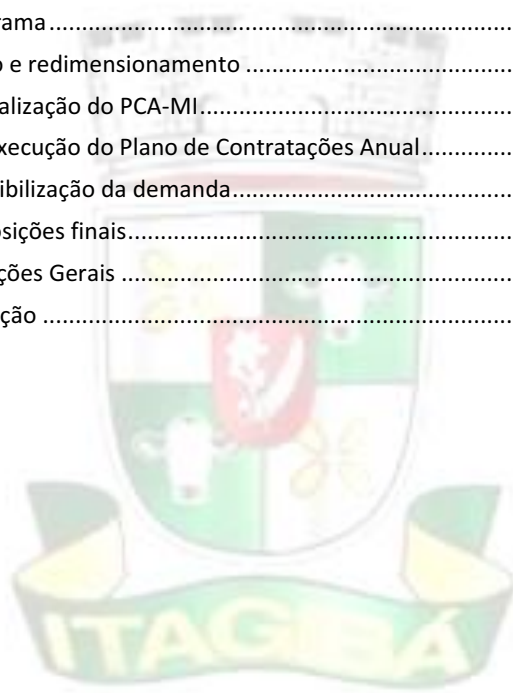 rama..........................................................................
o e redimensionamento ..........................................
alização do PCA-MI..................................................
xecução do Plano de Contratações Anual...............
ibilização da demanda.............................................
osições finais.............................................................
ções Gerais ..............................................................
ção ..........................................................................
ITAGIBÁ